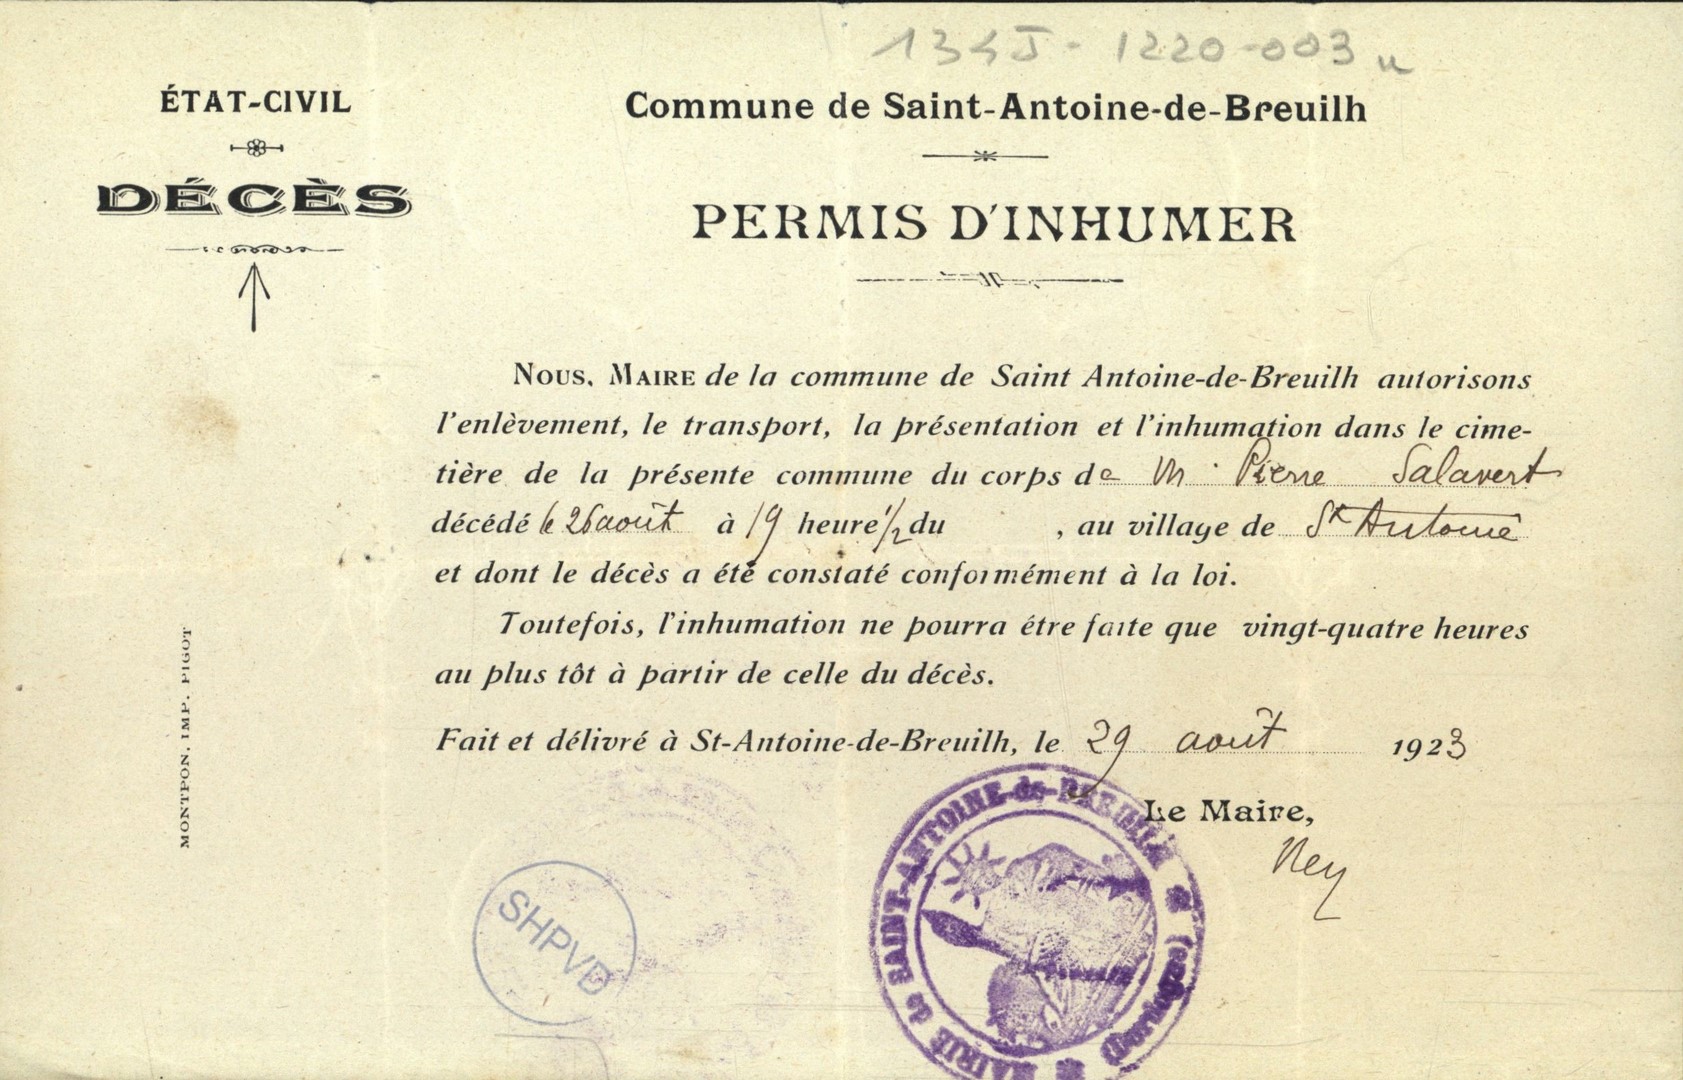 134J-1220-003 u
ÉTAT-CIVIL
DÉCÈS
Commune de Saint-Antoine-de-Breuilh
PERMIS D'INHUMER
NOUS, MAIRE de la commune de Saint Antoine-de-Breuilh autorisons
l'enlèvement, le transport, la présentation et l'inhumation dans le cime-
tière de la présente commune du corps de M. Pierre Salavert
décédé le 26 août à 19 heure 1/2 du , au village de St Antoine
et dont le décès a été constaté conformément à la loi.
Toutefois, l'inhumation ne pourra être faite que vingt-quatre heures
au plus tôt à partir de celle du décès.
Fait et délivré à St-Antoine-de-Breuilh, le 29 août 1923
Le Maire,
Ney
MONTPON. IMP. PIGOT
SHPVD
MAIRIE de SAINT-ANTOINE-de-BREUILH (Dordogne)